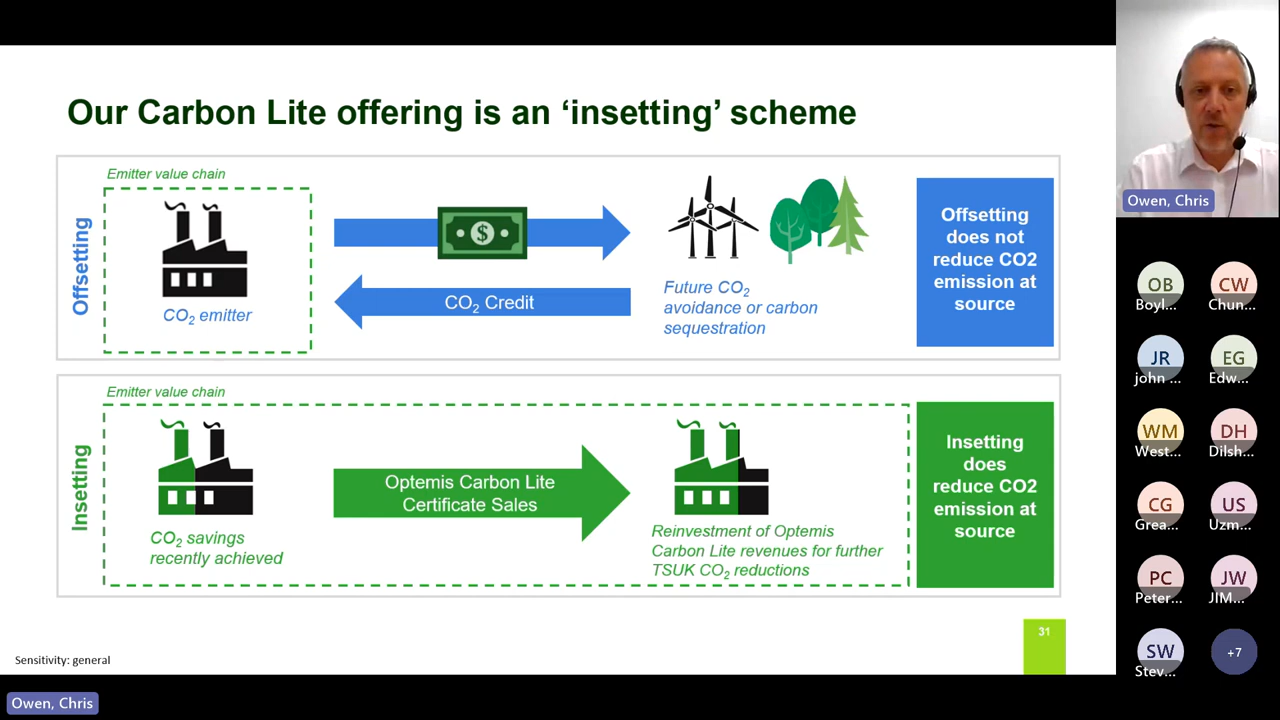 Our Carbon Lite offering is an ‘insetting’ scheme
Emitter value chain
Offsetting
CO₂ emitter
$
CO₂ Credit
Future CO₂
avoidance or carbon
sequestration
Offsetting
does not
reduce CO2
emission at
source
Emitter value chain
Insetting
CO₂ savings
recently achieved
Optemis Carbon Lite
Certificate Sales
Reinvestment of Optemis
Carbon Lite revenues for further
TSUK CO₂ reductions
Insetting
does
reduce CO2
emission at
source
31
Sensitivity: general
Owen, Chris
Owen, Chris
OB
Boyl...
CW
Chun...
JR
john ...
EG
Edw...
WM
West...
DH
Dilsh...
CG
Grea...
US
Uzm...
PC
Peter...
JW
JIM...
SW
Stev...
+7